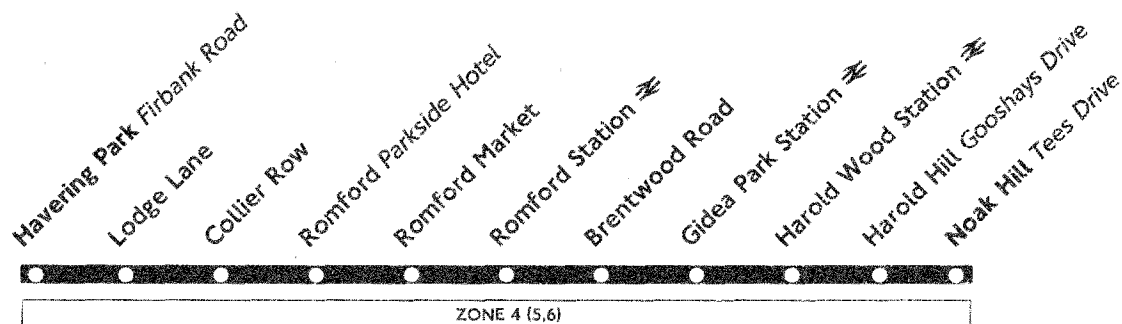 Havering Park Firbank Road
Lodge Lane
Collier Row
Romford Parkside Hotel
Romford Market
Romford Station
Brentwood Road
Gidea Park Station
Harold Wood Station
Harold Hill Gooshays Drive
Noak Hill Tees Drive
ZONE 4 (5,6)